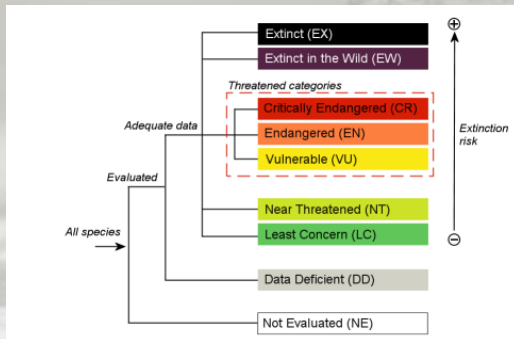 Extinct (EX)
Extinct in the Wild (EW)
Threatened categories
Critically Endangered (CR)
Adequate data
Endangered (EN)
Extinction
risk
Vulnerable (VU)
Evaluated
Near Threatened (NT)
All species
Least Concern (LC)
Data Deficient (DD)
Not Evaluated (NE)